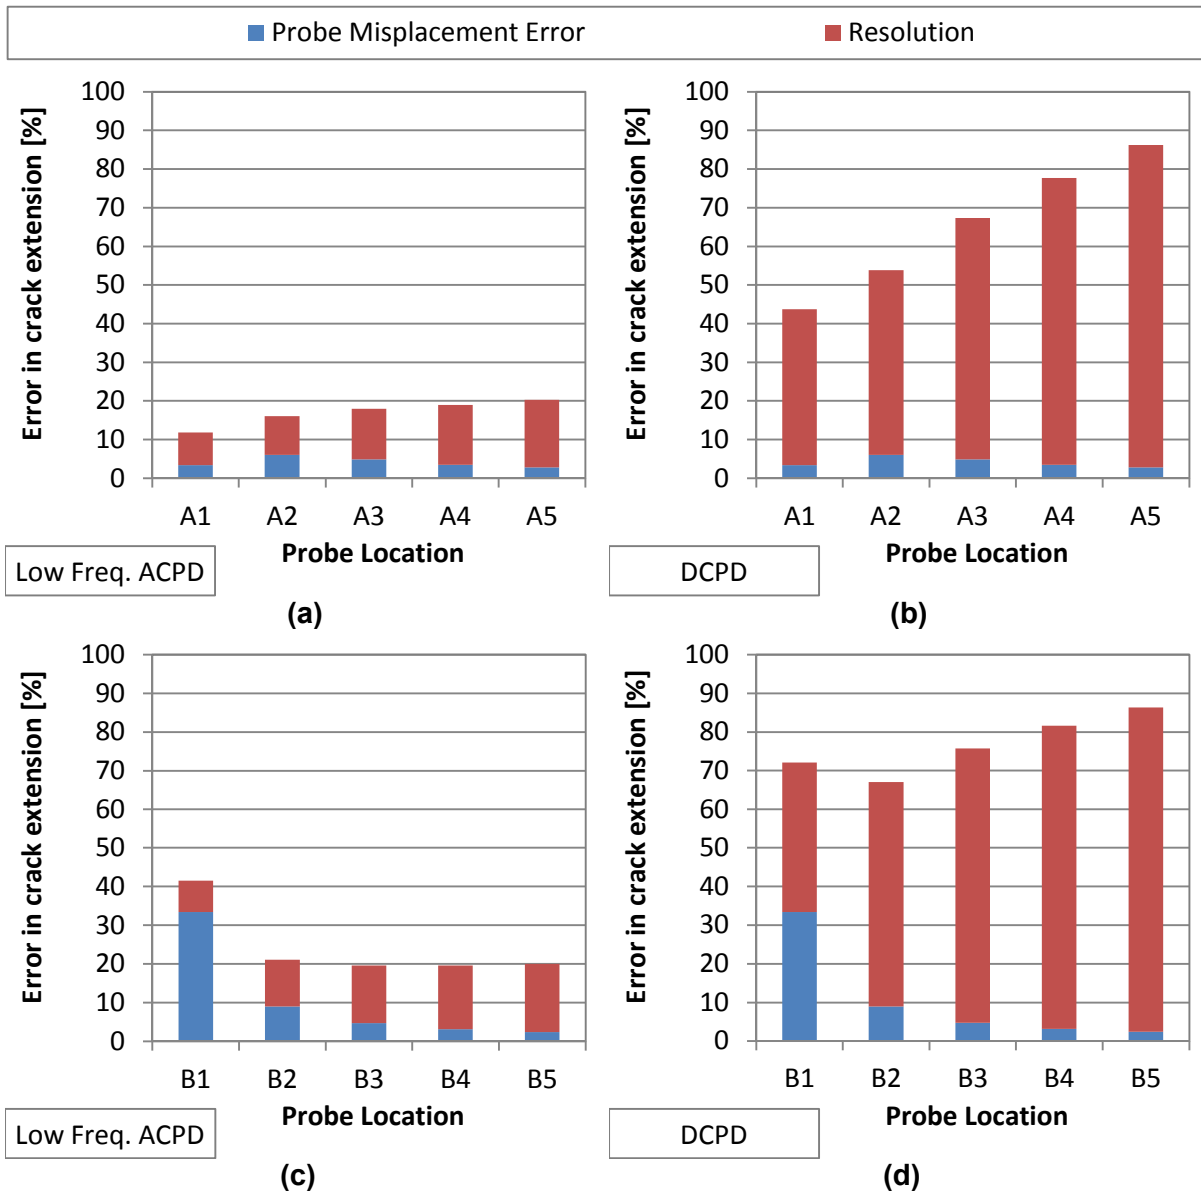 Probe Misplacement Error Resolution
Error in crack extension [%]
100
90
80
70
60
50
40
30
20
10
0
A1 A2 A3 A4 A5
Probe Location
Low Freq. ACPD
(a)
Error in crack extension [%]
100
90
80
70
60
50
40
30
20
10
0
A1 A2 A3 A4 A5
Probe Location
DCPD
(b)
Error in crack extension [%]
100
90
80
70
60
50
40
30
20
10
0
B1 B2 B3 B4 B5
Probe Location
Low Freq. ACPD
(c)
Error in crack extension [%]
100
90
80
70
60
50
40
30
20
10
0
B1 B2 B3 B4 B5
Probe Location
DCPD
(d)